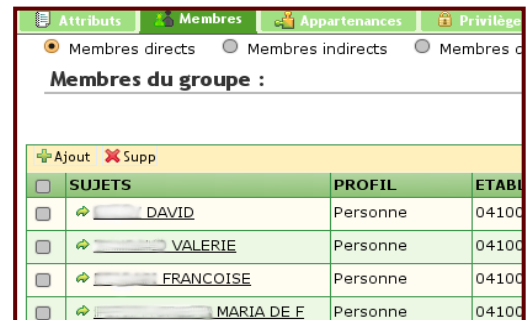 Attributs Membres Appartenances Privilège
Membres directs Membres indirects Membres
Membres du groupe :
Ajout Supp
SUJETS PROFIL ETABL
DAVID Personne 04100
VALERIE Personne 04100
FRANCOISE Personne 04100
MARIA DE F Personne 04100